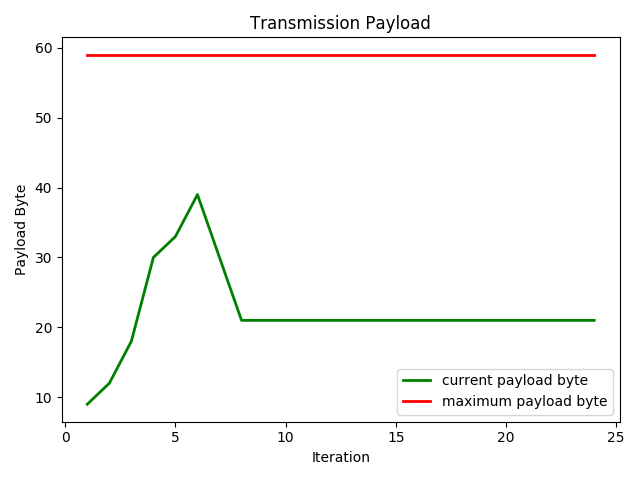 Transmission Payload
60
50
40
30
20
10
Payload Byte
0
5
10
15
20
25
Iteration
current payload byte
maximum payload byte